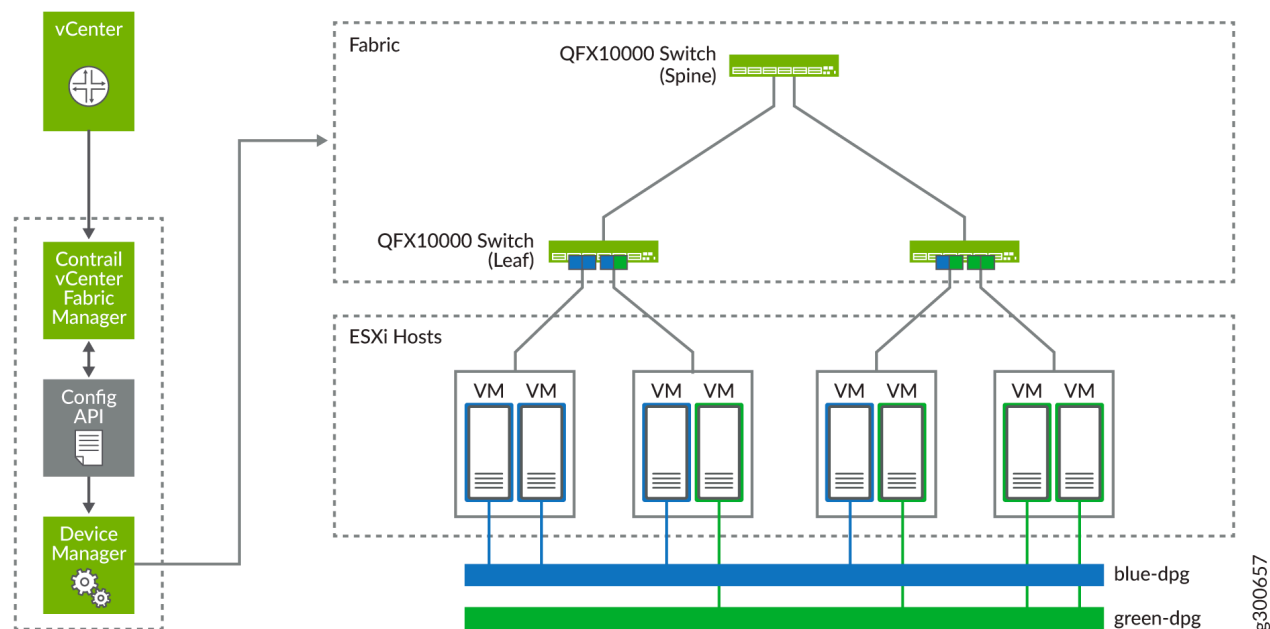 vCenter
Contrail
vCenter
Fabric
Manager
Config
API
Device
Manager
Fabric
QFX10000 Switch
(Spine)
QFX10000 Switch
(Leaf)
ESXi Hosts
VM VM
VM VM
VM VM
VM VM
blue-dpg
green-dpg
g300657